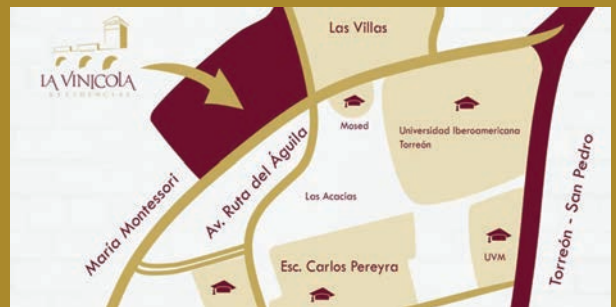 Las Villas
LA VINICOLA
RESIDENCIAL
Mosed
Universidad Iberoamericana
Torreón
María Montessori
Av. Ruta del Águila
Las Acacias
Torreón - San Pedro
Esc. Carlos Pereyra
UVM